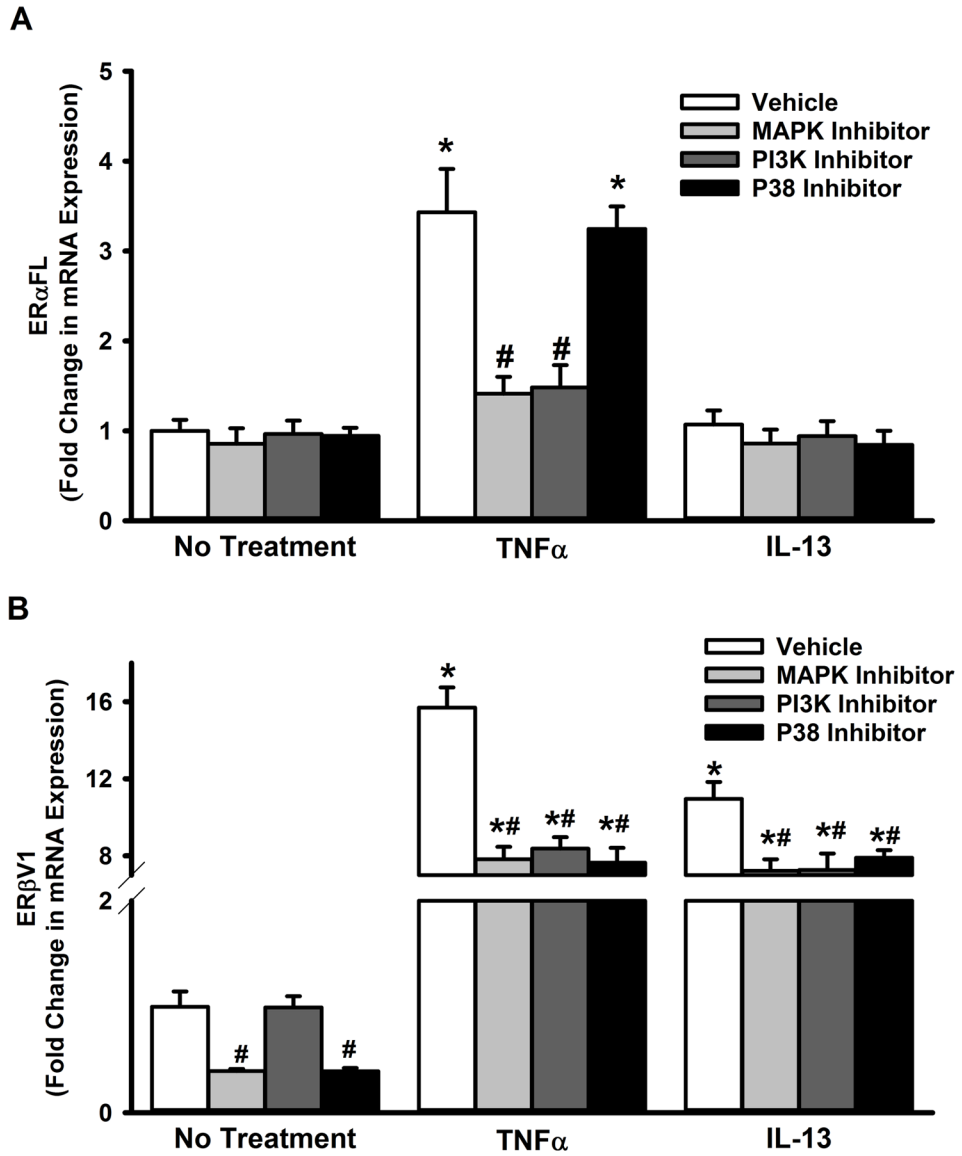 A
ERαFL
(Fold Change in mRNA Expression)
5
4
3
2
1
0
Vehicle
MAPK Inhibitor
PI3K Inhibitor
P38 Inhibitor
*
#
#
*
No Treatment
TNFα
IL-13
B
ERβV1
(Fold Change in mRNA Expression)
16
12
8
2
0
Vehicle
MAPK Inhibitor
PI3K Inhibitor
P38 Inhibitor
#
#
*
*#
*#
*#
*
*#
*#
*#
No Treatment
TNFα
IL-13